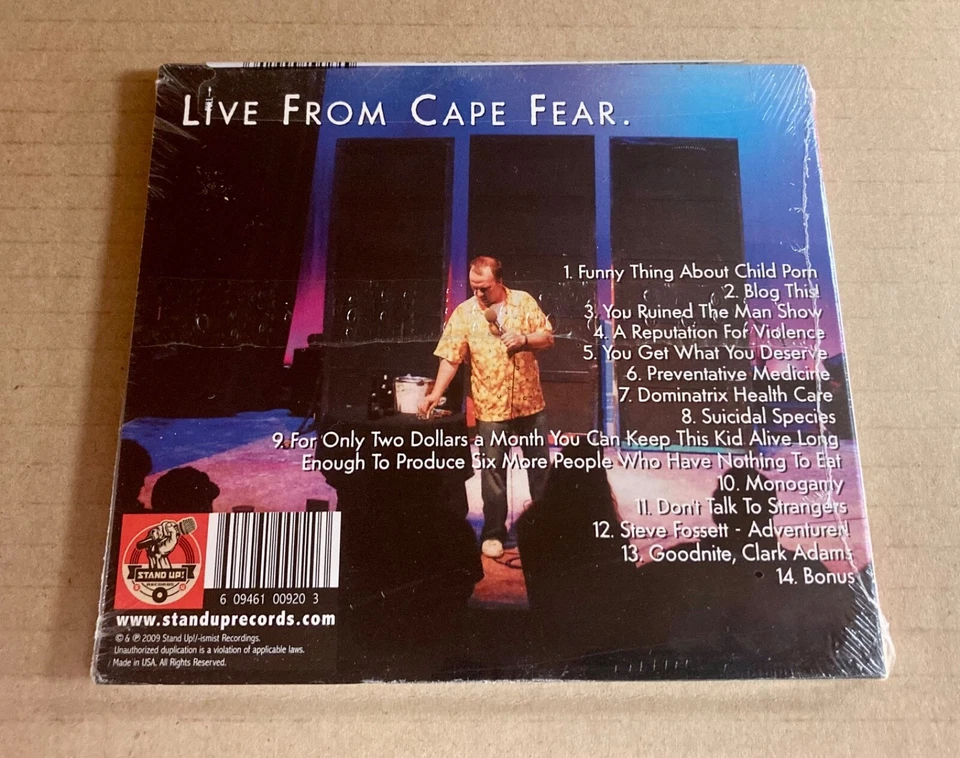 LIVE FROM CAPE FEAR.
1. Funny Thing About Child Porn
2. Blog This!
3. You Ruined The Man Show
4. A Reputation For Violence
5. You Get What You Deserve
6. Preventative Medicine
7. Dominatrix Health Care
8. Suicidal Species
9. For Only Two Dollars a Month You Can Keep This Kid Alive Long
Enough To Produce Six More People Who Have Nothing To Eat
10. Monogamy
11. Don't Talk To Strangers
12. Steve Fossett - Adventurer!
13. Goodnite, Clark Adams
14. Bonus
STAND UP!
RECORDS
6 09461 00920 3
www.standuprecords.com
© & ℗ 2009 Stand Up!/-ismist Recordings.
Unauthorized duplication is a violation of applicable laws.
Made in USA. All Rights Reserved.